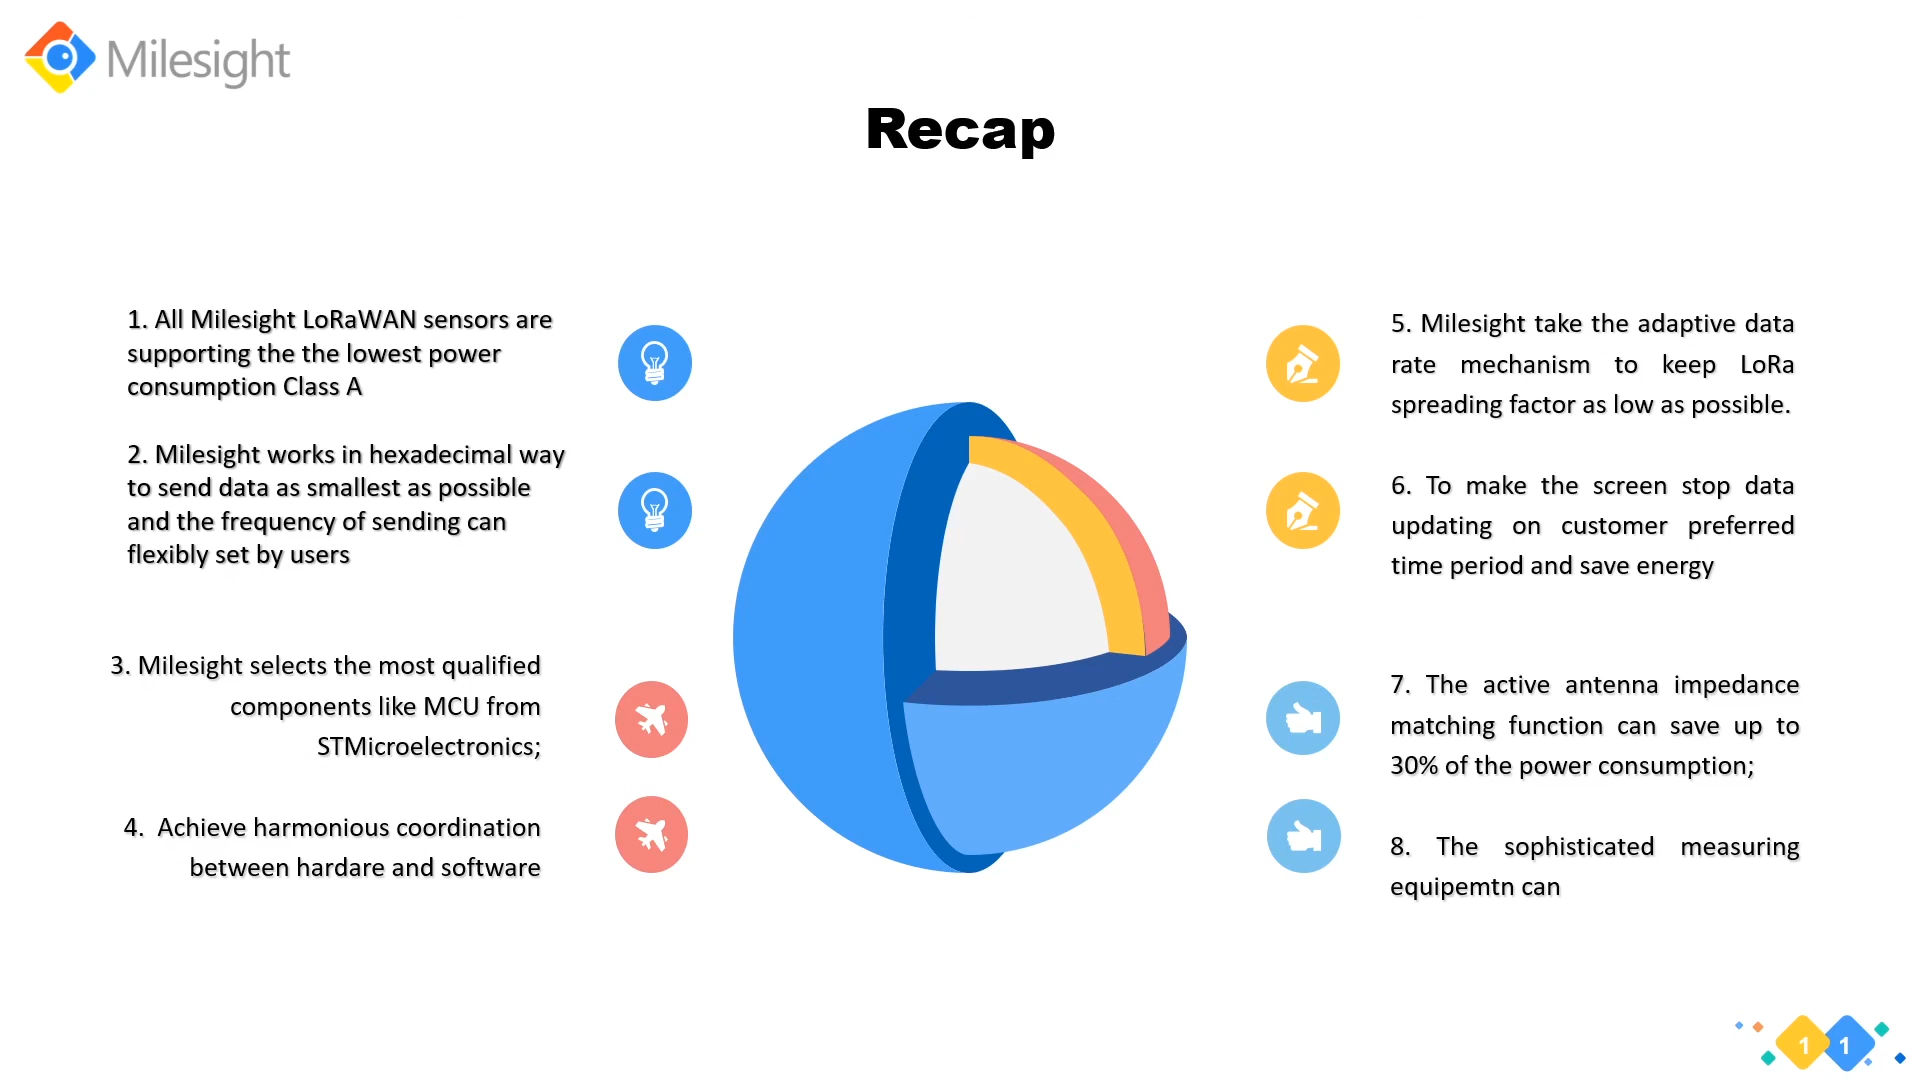 Milesight
Recap
1. All Milesight LoRaWAN sensors are
supporting the the lowest power
consumption Class A
2. Milesight works in hexadecimal way
to send data as smallest as possible
and the frequency of sending can
flexibly set by users
3. Milesight selects the most qualified
components like MCU from
STMicroelectronics;
4. Achieve harmonious coordination
between hardare and software
5. Milesight take the adaptive data
rate mechanism to keep LoRa
spreading factor as low as possible.
6. To make the screen stop data
updating on customer preferred
time period and save energy
7. The active antenna impedance
matching function can save up to
30% of the power consumption;
8. The sophisticated measuring
equipemtn can
1 1